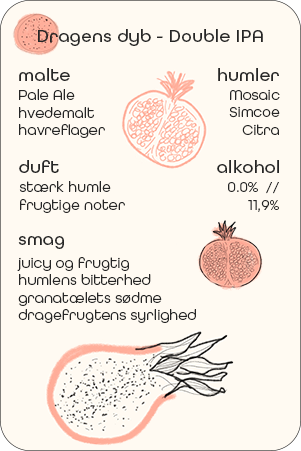 Dragens dyb - Double IPA
malte
Pale Ale
hvedemalt
havreflager
humler
Mosaic
Simcoe
Citra
duft
stærk humle
frugtige noter
alkohol
0.0% //
11,9%
smag
juicy og frugtig
humlens bitterhed
granatælets sødme
dragefrugtens syrlighed